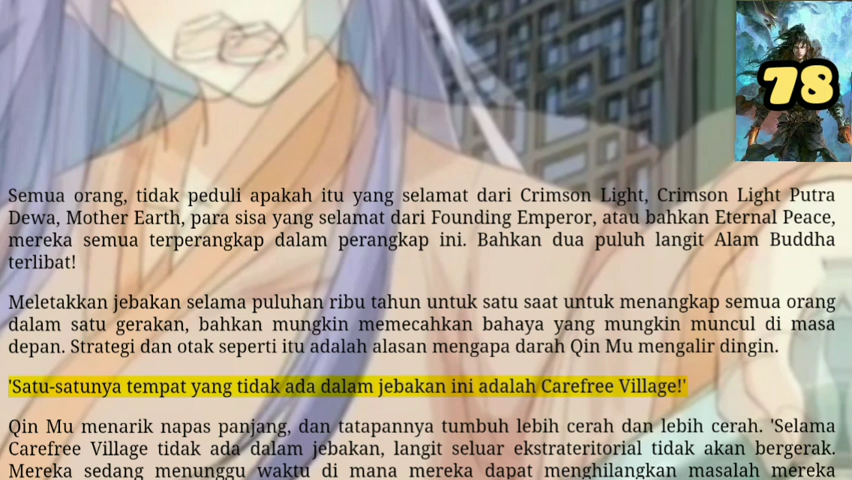 78
Semua orang, tidak peduli apakah itu yang selamat dari Crimson Light, Crimson Light Putra
Dewa, Mother Earth, para sisa yang selamat dari Founding Emperor, atau bahkan Eternal Peace,
mereka semua terperangkap dalam perangkap ini. Bahkan dua puluh langit Alam Buddha
terlibat!
Meletakkan jebakan selama puluhan ribu tahun untuk satu saat untuk menangkap semua orang
dalam satu gerakan, bahkan mungkin memecahkan bahaya yang mungkin muncul di masa
depan. Strategi dan otak seperti itu adalah alasan mengapa darah Qin Mu mengalir dingin.
'Satu-satunya tempat yang tidak ada dalam jebakan ini adalah Carefree Village!'
Qin Mu menarik napas panjang, dan tatapannya tumbuh lebih cerah dan lebih cerah. 'Selama
Carefree Village tidak ada dalam jebakan, langit seluar ekstrateritorial tidak akan bergerak.
Mereka sedang menunggu waktu di mana mereka dapat menghilangkan masalah mereka